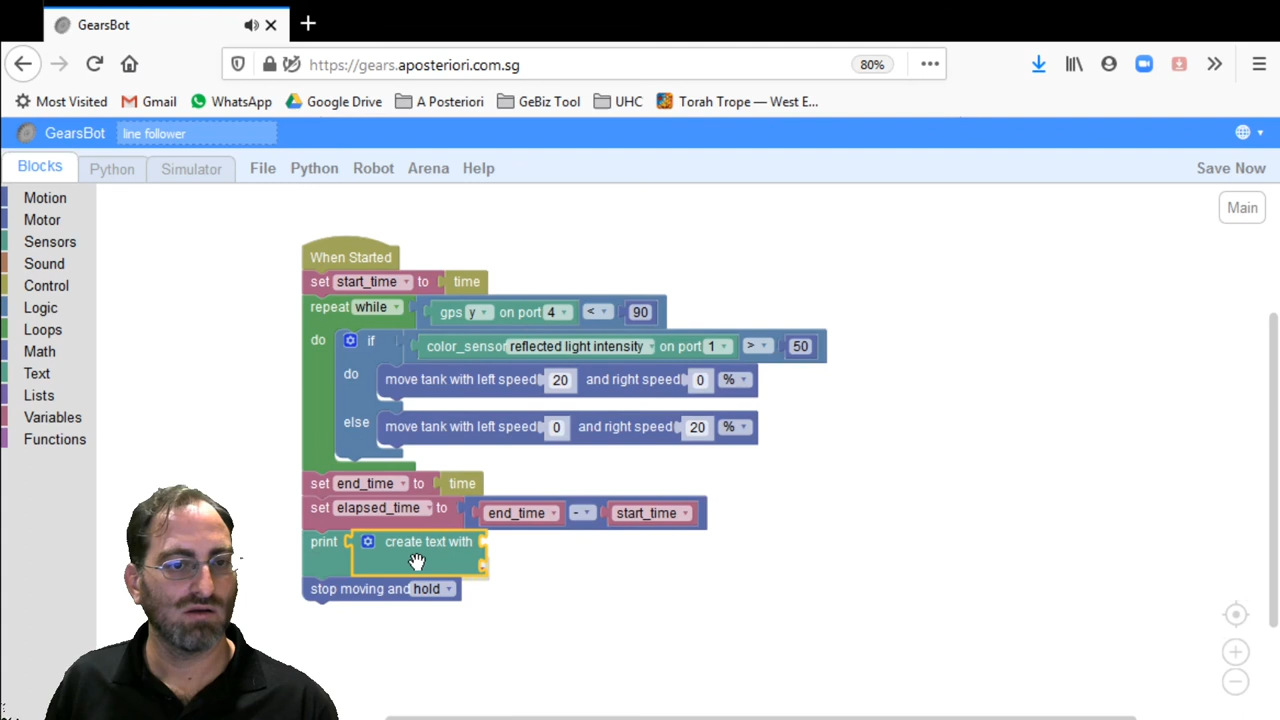 GearsBot
https://gears.aposteriori.com.sg
80%
Most Visited
Gmail
WhatsApp
Google Drive
A Posteriori
GeBiz Tool
UHC
Torah Trope — West E...
GearsBot
line follower
Blocks
Python
Simulator
File
Python
Robot
Arena
Help
Save Now
Motion
Motor
Sensors
Sound
Control
Logic
Loops
Math
Text
Lists
Variables
Functions
Main
When Started
set start_time to time
repeat while gps y on port 4 < 90
do if color_sensor reflected light intensity on port 1 > 50
do move tank with left speed 20 and right speed 0 %
else move tank with left speed 0 and right speed 20 %
set end_time to time
set elapsed_time to end_time - start_time
print create text with
stop moving and hold